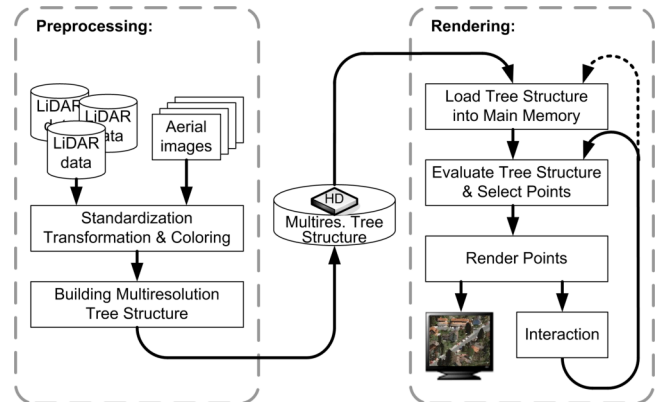 Preprocessing:
LiDAR
data
LiDAR
data
LiDAR
data
Aerial
images
Standardization
Transformation & Coloring
Building Multiresolution
Tree Structure
HD
Multires. Tree
Structure
Rendering:
Load Tree Structure
into Main Memory
Evaluate Tree Structure
& Select Points
Render Points
Interaction